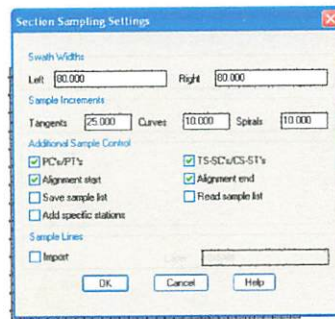 Section Sampling Settings
Swath Widths
Left 80.000 Right 80.000
Sample Increments
Tangents 25.000 Curves 10.000 Spirals 10.000
Additional Sample Control
PC's/PT's TS-SC's/CS-ST's
Alignment start Alignment end
Save sample list Read sample list
Add specific stations
Sample Lines
Import
OK Cancel Help